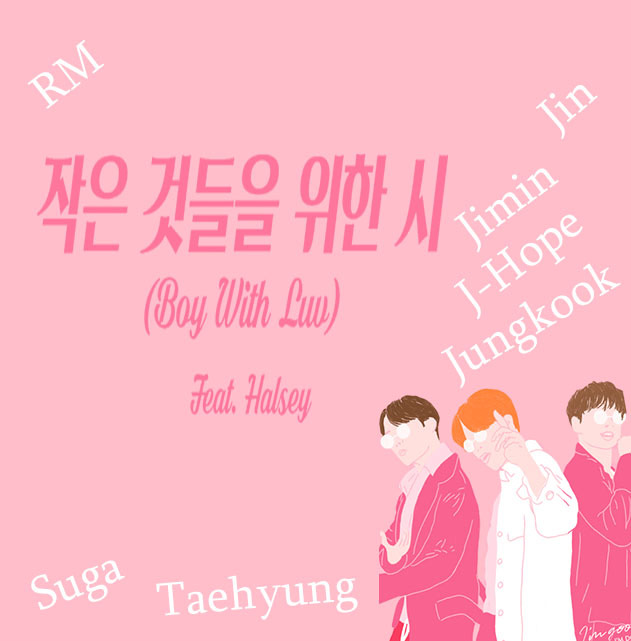 RM
Jin
작은 것들을 위한 시
Jimin
J-Hope
(Boy With Luv)
Jungkook
Feat. Halsey
Suga
Taehyung